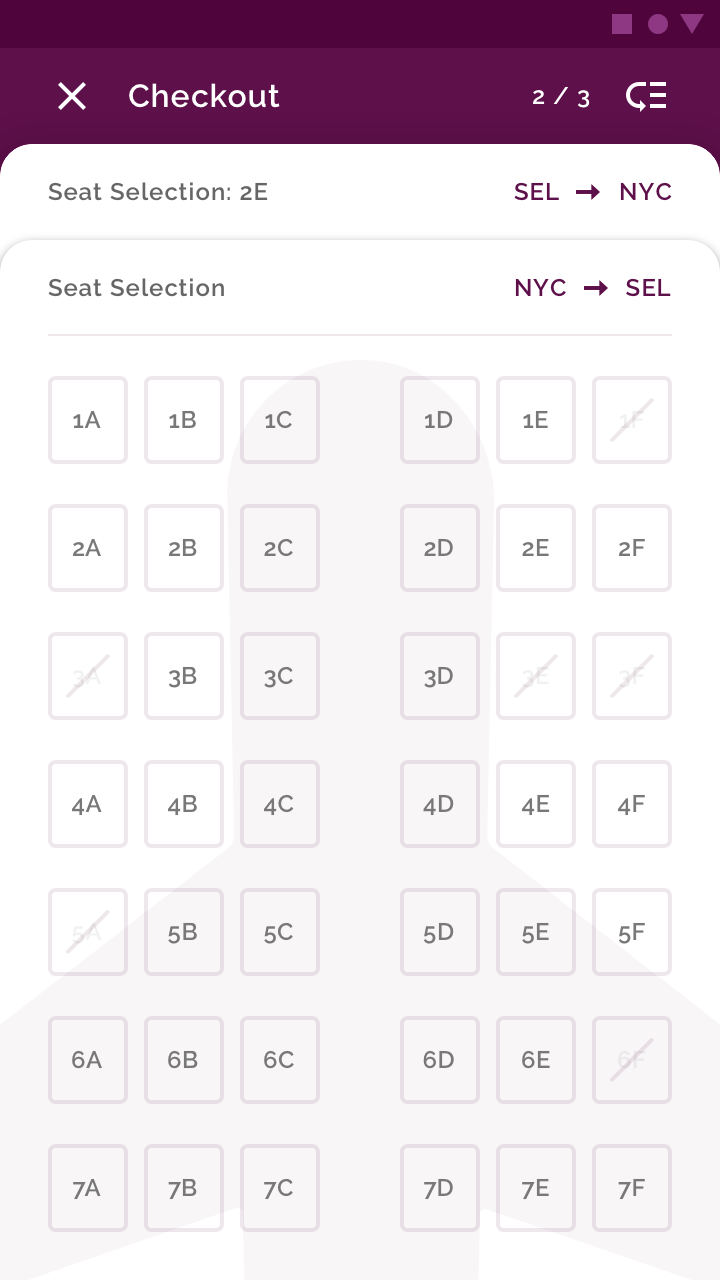 Checkout 2 / 3
Seat Selection: 2E SEL → NYC
Seat Selection NYC → SEL
1A 1B 1C 1D 1E 1F
2A 2B 2C 2D 2E 2F
3A 3B 3C 3D 3E 3F
4A 4B 4C 4D 4E 4F
5A 5B 5C 5D 5E 5F
6A 6B 6C 6D 6E 6F
7A 7B 7C 7D 7E 7F